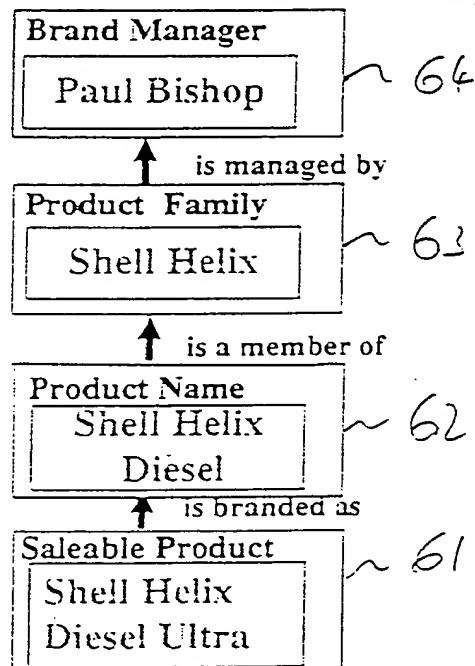 Brand Manager
Paul Bishop
64
is managed by
Product Family
Shell Helix
63
is a member of
Product Name
Shell Helix
Diesel
62
is branded as
Saleable Product
Shell Helix
Diesel Ultra
61